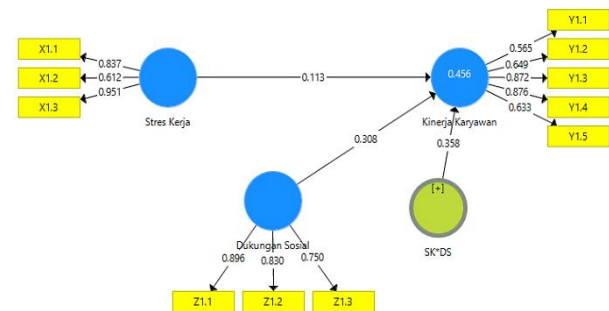 X1.1
X1.2
X1.3
0.837
0.612
0.951
Stres Kerja
0.113
0.456
Kinerja Karyawan
0.565
0.649
0.872
0.876
0.633
Y1.1
Y1.2
Y1.3
Y1.4
Y1.5
0.308
0.358
[+]
SK*DS
Dukungan Sosial
0.896
0.830
0.750
Z1.1
Z1.2
Z1.3